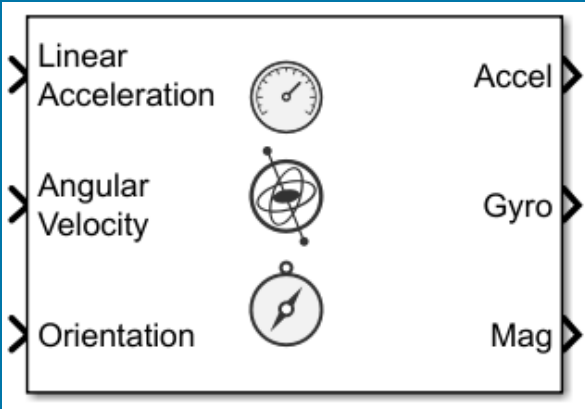 Linear
Acceleration
Accel
Angular
Velocity
Gyro
Orientation
Mag